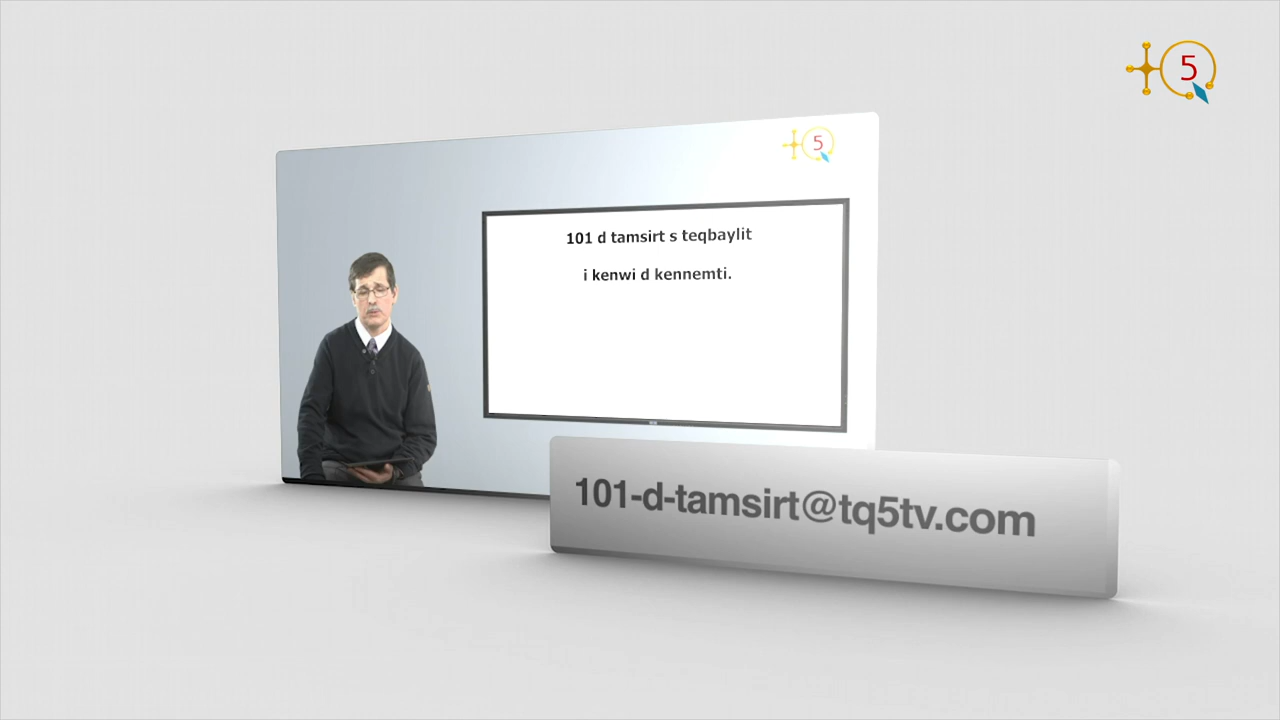 5
5
101 d tamsirt s teqbaylit
i kenwi d kennemti.
101-d-tamsirt@tq5tv.com